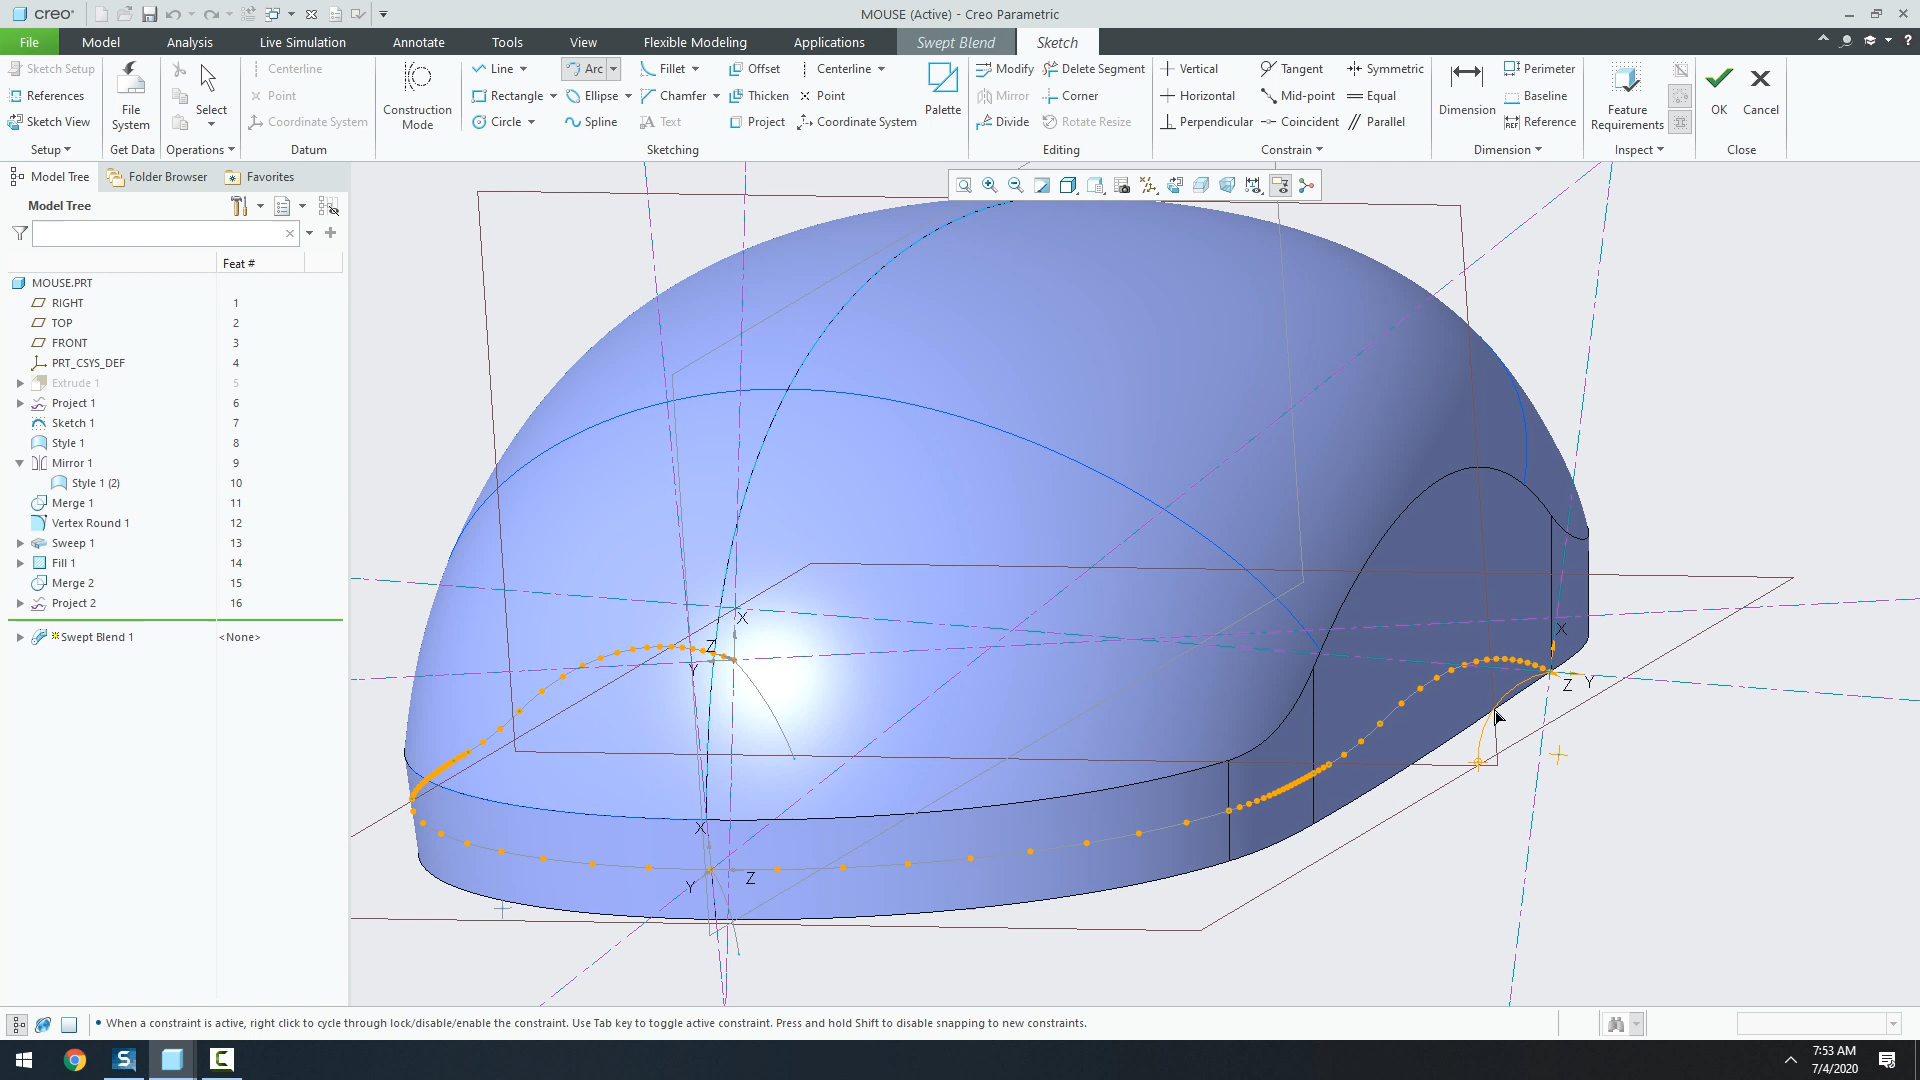 creo MOUSE (Active) - Creo Parametric
File Model Analysis Live Simulation Annotate Tools View Flexible Modeling Applications Swept Blend Sketch
Sketch Setup Centerline Line Arc Fillet Offset Centerline Modify Delete Segment Vertical Tangent Symmetric Perimeter
References Point Rectangle Ellipse Chamfer Thicken Point Mirror Corner Horizontal Mid-point Equal Baseline
File System Select Construction Mode Palette Dimension Feature Requirements OK Cancel
Sketch View Coordinate System Circle Spline Text Project Coordinate System Divide Rotate Resize Perpendicular Coincident Parallel Reference
Setup Get Data Operations Datum Sketching Editing Constrain Dimension Inspect Close
Model Tree Folder Browser Favorites
Model Tree
Feat #
MOUSE.PRT
RIGHT 1
TOP 2
FRONT 3
PRT_CSYS_DEF 4
Extrude 1 5
Project 1 6
Sketch 1 7
Style 1 8
Mirror 1 9
Style 1 (2) 10
Merge 1 11
Vertex Round 1 12
Sweep 1 13
Fill 1 14
Merge 2 15
Project 2 16
*Swept Blend 1 <None>
X
Z
Y
X
Z Y
X
Y Z
• When a constraint is active, right click to cycle through lock/disable/enable the constraint. Use Tab key to toggle active constraint. Press and hold Shift to disable snapping to new constraints.
7:53 AM
7/4/2020